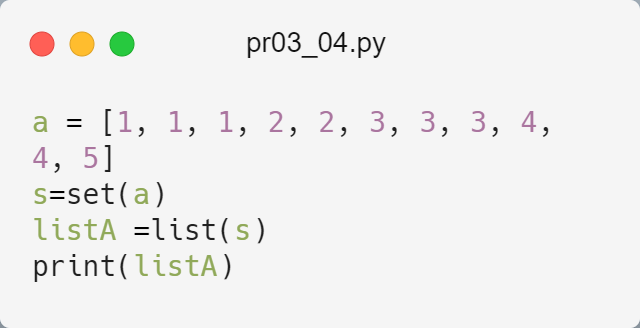 pr03_04.py
a = [1, 1, 1, 2, 2, 3, 3, 3, 4,
4, 5]
s=set(a)
listA =list(s)
print(listA)